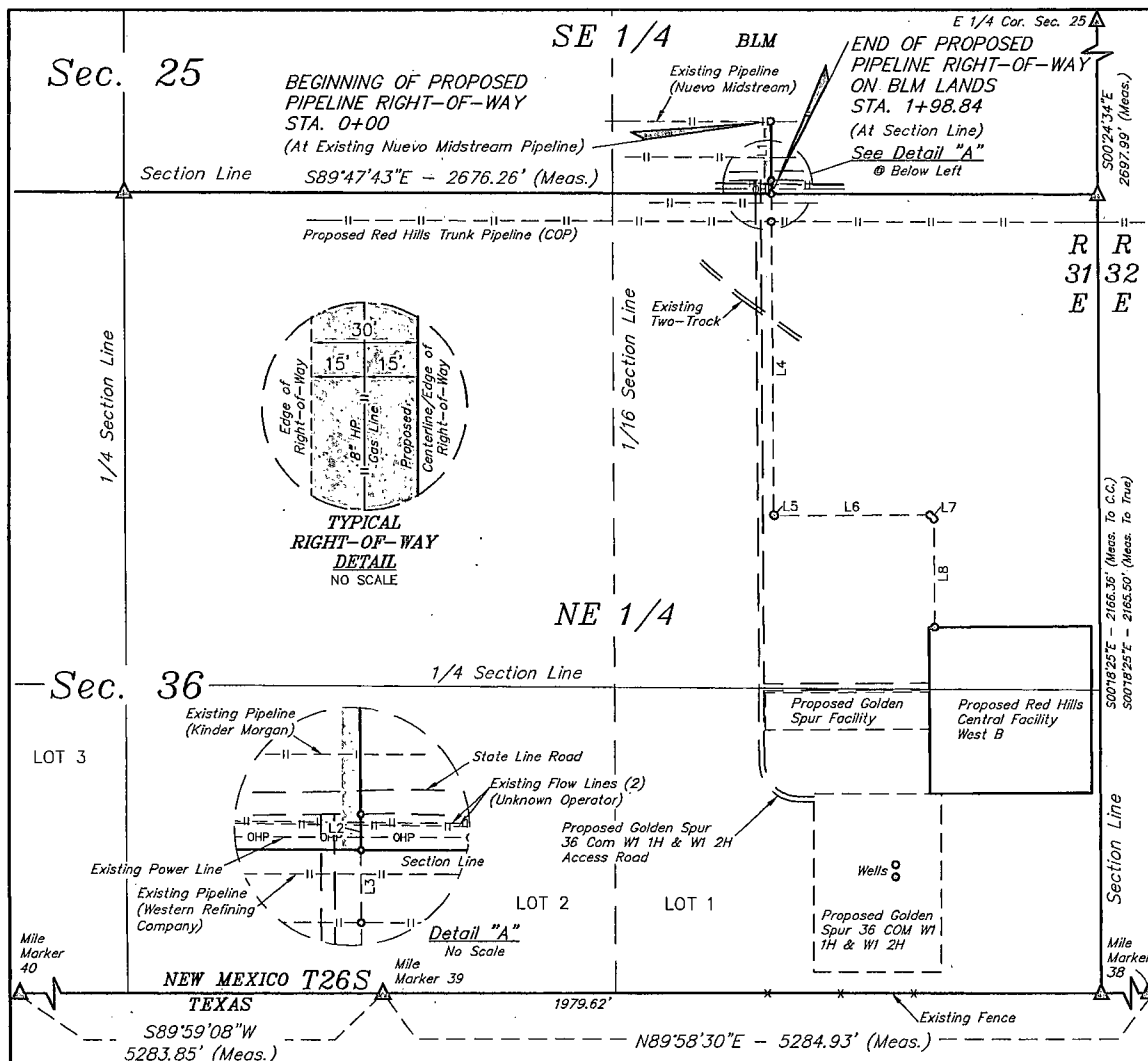 Sec. 25
SE 1/4
BLM
E 1/4 Cor. Sec. 25
BEGINNING OF PROPOSED
PIPELINE RIGHT-OF-WAY
STA. 0+00
(At Existing Nuevo Midstream Pipeline)
Existing Pipeline
(Nuevo Midstream)
END OF PROPOSED
PIPELINE RIGHT-OF-WAY
ON BLM LANDS
STA. 1+98.84
(At Section Line)
See Detail "A"
@ Below Left
L1
S00°24'34"E
2697.99' (Meas.)
Section Line
S89°47'43"E - 2676.26' (Meas.)
Proposed Red Hills Trunk Pipeline (COP)
R R
31 32
E E
Existing
Two-Track
1/4 Section Line
1/16 Section Line
L4
30'
15' 15'
Edge of
Right-of-Way
8" HP
Gas Line
Proposed
Centerline/Edge of
Right-of-Way
TYPICAL
RIGHT-OF-WAY
DETAIL
NO SCALE
L5
L6
L7
L8
S00°18'25"E - 2166.36' (Meas. To C.C.)
S00°18'25"E - 2165.50' (Meas. To True)
NE 1/4
1/4 Section Line
Sec. 36
LOT 3
Existing Pipeline
(Kinder Morgan)
State Line Road
Existing Flow Lines (2)
(Unknown Operator)
OHP
L2
OHP
Existing Power Line
Section Line
Existing Pipeline
(Western Refining
Company)
L3
Detail "A"
No Scale
Proposed Golden
Spur Facility
Proposed Red Hills
Central Facility
West B
Proposed Golden Spur
36 Com W1 1H & W1 2H
Access Road
Wells
LOT 2
LOT 1
Proposed Golden
Spur 36 COM W1
1H & W1 2H
Section Line
Mile
Marker
40
NEW MEXICO T26S
TEXAS
Mile
Marker 39
Mile
Marker
38
1979.62'
Existing Fence
S89°59'08"W
5283.85' (Meas.)
N89°58'30"E - 5284.93' (Meas.)